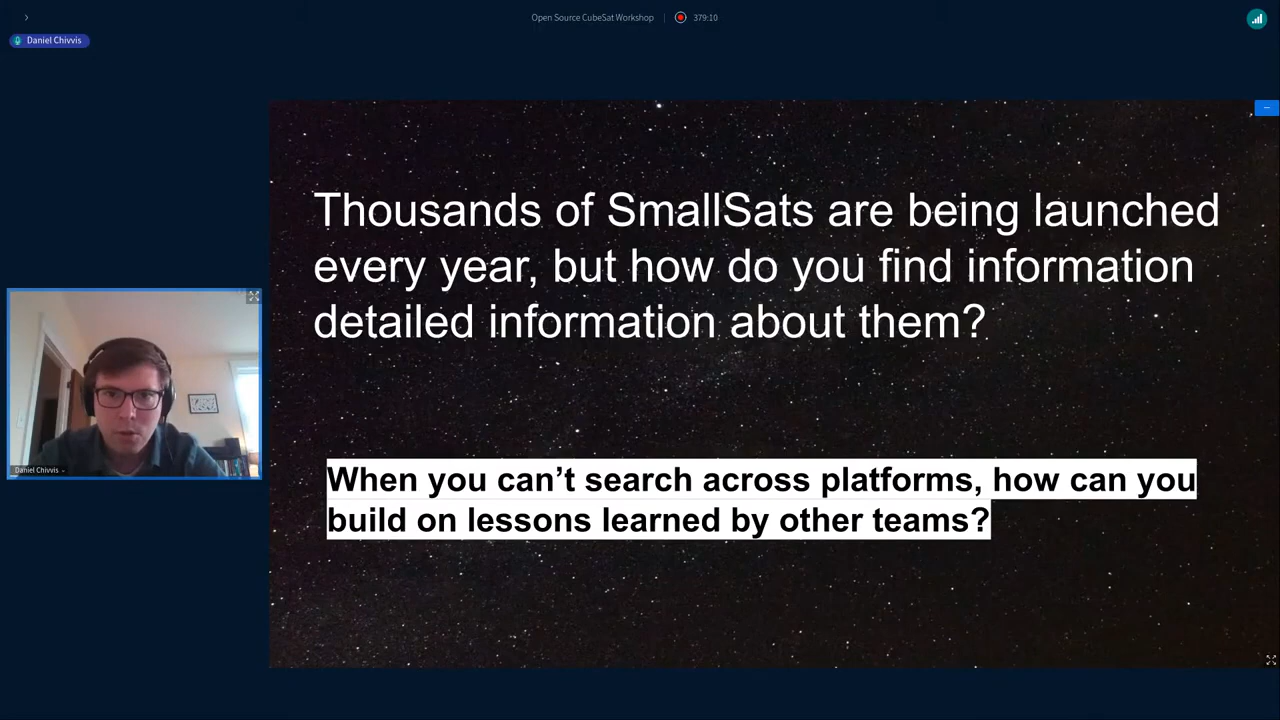 Open Source CubeSat Workshop
379:10
Daniel Chivvis
Thousands of SmallSats are being launched
every year, but how do you find information
detailed information about them?
When you can’t search across platforms, how can you
build on lessons learned by other teams?
Daniel Chivvis